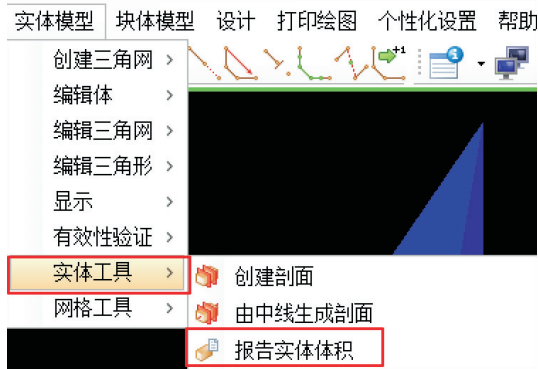 实体模型 块体模型 设计 打印绘图 个性化设置 帮助
创建三角网
+1
编辑体
编辑三角网
编辑三角形
显示
有效性验证
实体工具
创建剖面
网格工具
由中线生成剖面
报告实体体积